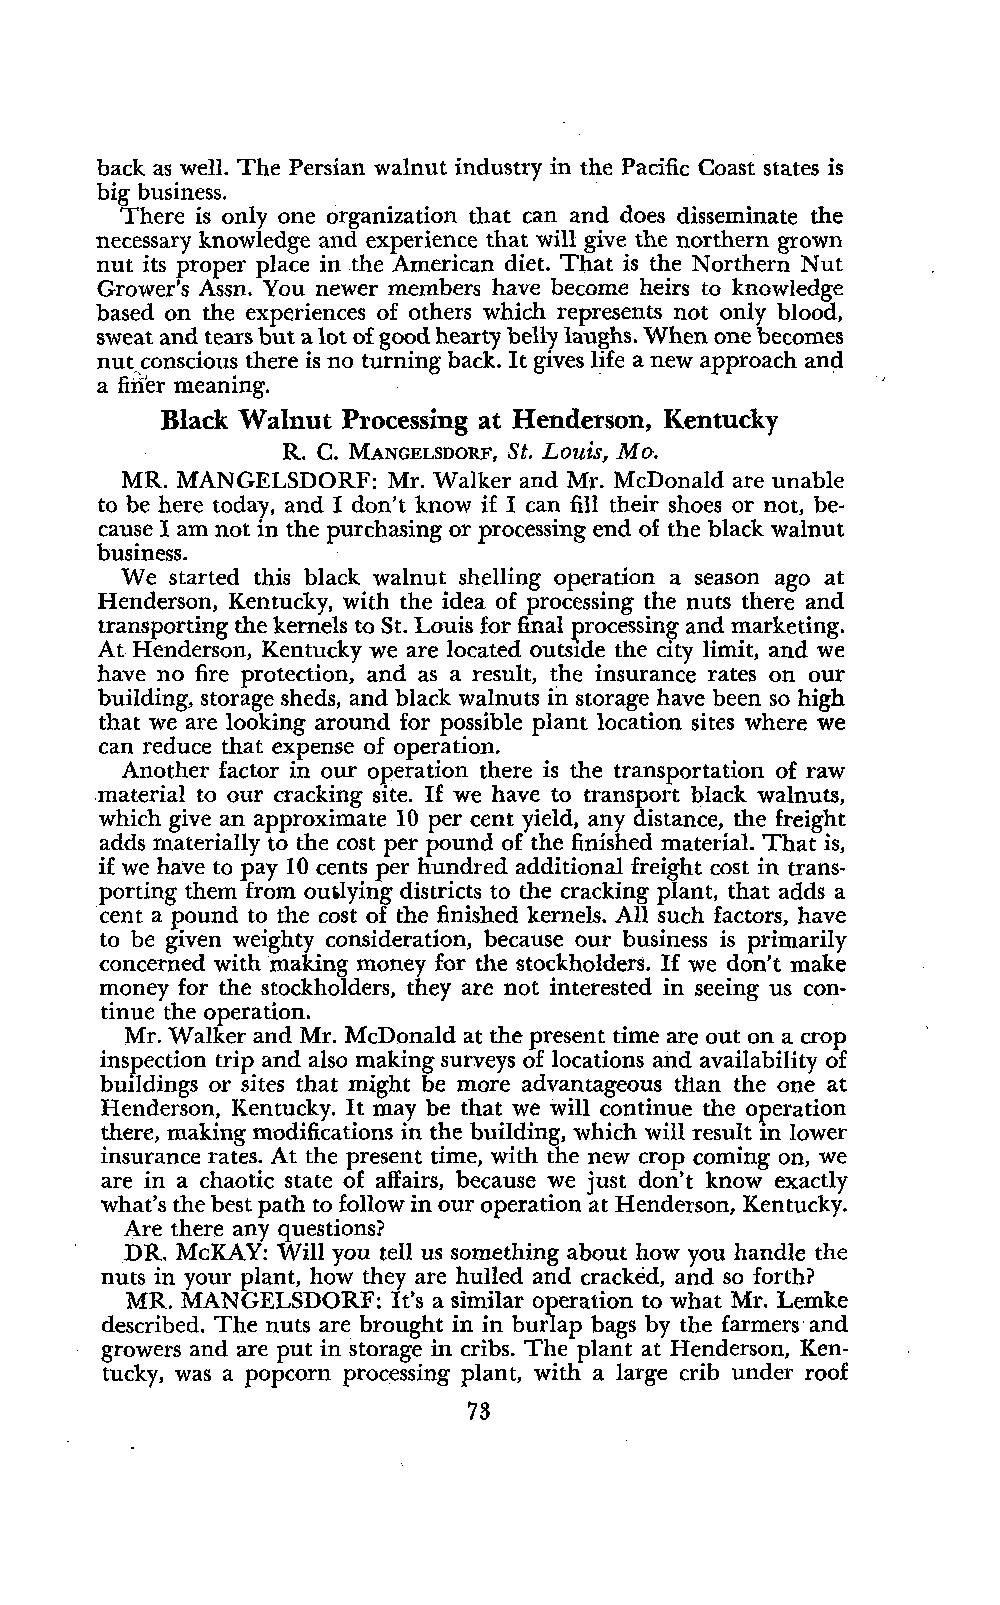 back as well. The Persian walnut industry in the Pacific Coast states is
big business.
There is only one organization that can and does disseminate the
necessary knowledge and experience that will give the northern grown
nut its proper place in the American diet. That is the Northern Nut
Grower's Assn. You newer members have become heirs to knowledge
based on the experiences of others which represents not only blood,
sweat and tears but a lot of good hearty belly laughs. When one becomes
nut conscious there is no turning back. It gives life a new approach and
a finer meaning.
Black Walnut Processing at Henderson, Kentucky
R. C. MANGELSDORF, St. Louis, Mo.
MR. MANGELSDORF: Mr. Walker and Mr. McDonald are unable
to be here today, and I don't know if I can fill their shoes or not, be-
cause I am not in the purchasing or processing end of the black walnut
business.
We started this black walnut shelling operation a season ago at
Henderson, Kentucky, with the idea of processing the nuts there and
transporting the kernels to St. Louis for final processing and marketing.
At Henderson, Kentucky we are located outside the city limit, and we
have no fire protection, and as a result, the insurance rates on our
building, storage sheds, and black walnuts in storage have been so high
that we are looking around for possible plant location sites where we
can reduce that expense of operation.
Another factor in our operation there is the transportation of raw
material to our cracking site. If we have to transport black walnuts,
which give an approximate 10 per cent yield, any distance, the freight
adds materially to the cost per pound of the finished material. That is,
if we have to pay 10 cents per hundred additional freight cost in trans-
porting them from outlying districts to the cracking plant, that adds a
cent a pound to the cost of the finished kernels. All such factors, have
to be given weighty consideration, because our business is primarily
concerned with making money for the stockholders. If we don't make
money for the stockholders, they are not interested in seeing us con-
tinue the operation.
Mr. Walker and Mr. McDonald at the present time are out on a crop
inspection trip and also making surveys of locations and availability of
buildings or sites that might be more advantageous than the one at
Henderson, Kentucky. It may be that we will continue the operation
there, making modifications in the building, which will result in lower
insurance rates. At the present time, with the new crop coming on, we
are in a chaotic state of affairs, because we just don't know exactly
what's the best path to follow in our operation at Henderson, Kentucky.
Are there any questions?
DR. McKAY: Will you tell us something about how you handle the
nuts in your plant, how they are hulled and cracked, and so forth?
MR. MANGELSDORF: It's a similar operation to what Mr. Lemke
described. The nuts are brought in in burlap bags by the farmers and
growers and are put in storage in cribs. The plant at Henderson, Ken-
tucky, was a popcorn processing plant, with a large crib under roof
73